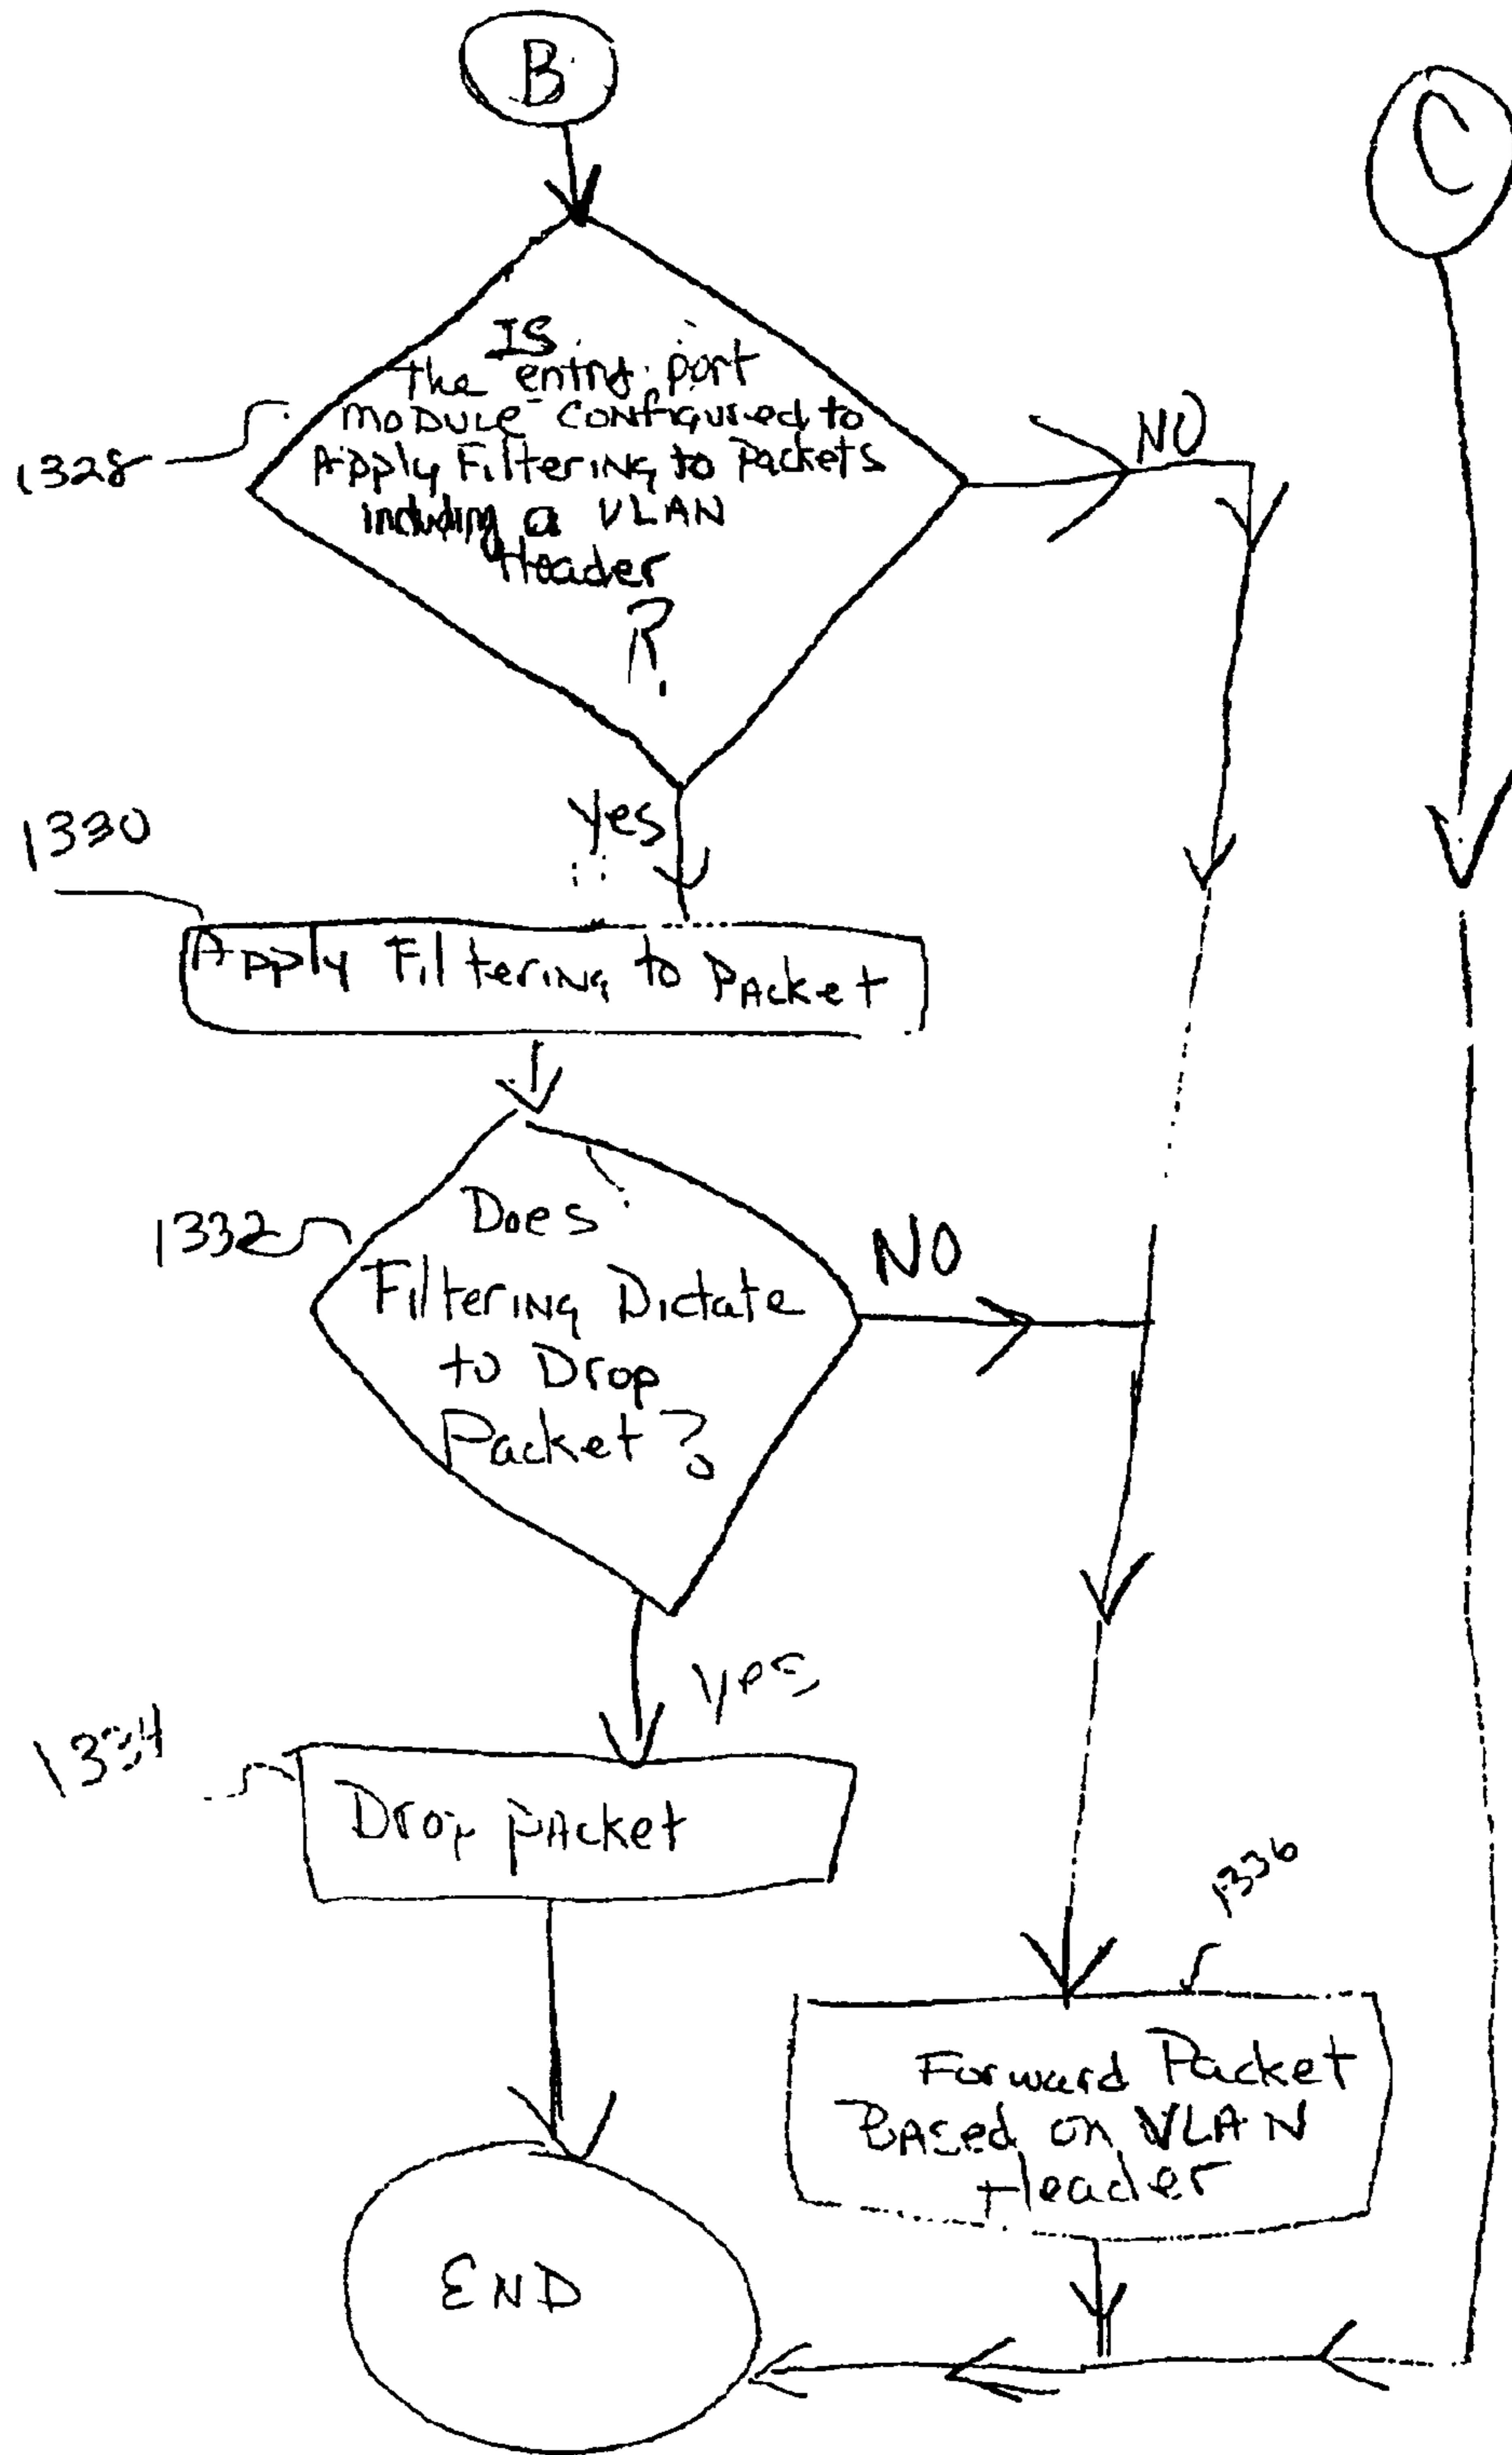 B
C
Is
the entry port
MODULE CONFIGURED to
Apply Filtering to Packets
including a VLAN
Header
?
1328
NO
Yes
1330
Apply Filtering to Packet
1332
Does
Filtering Dictate
to Drop
Packet?
NO
Yes
1334
Drop Packet
1336
Forward Packet
Based on VLAN
Header
END